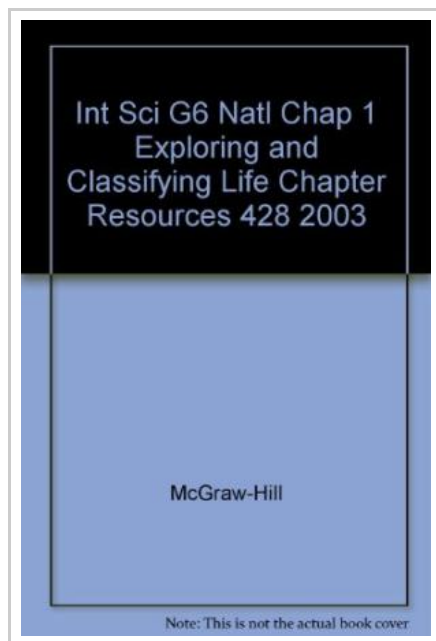 Int Sci G6 Natl Chap 1
Exploring and
Classifying Life Chapter
Resources 428 2003
McGraw-Hill
Note: This is not the actual book cover